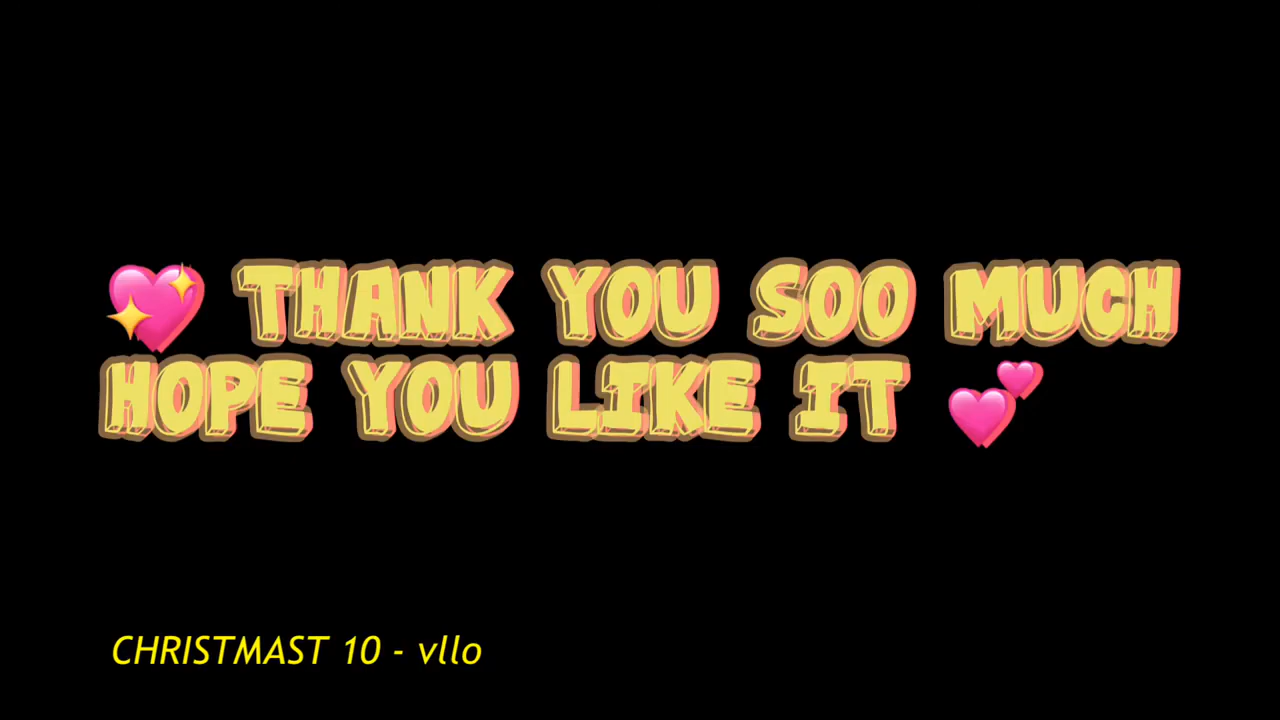 💖 THANK YOU SOO MUCH
HOPE YOU LIKE IT 💕
CHRISTMAST 10 - vllo